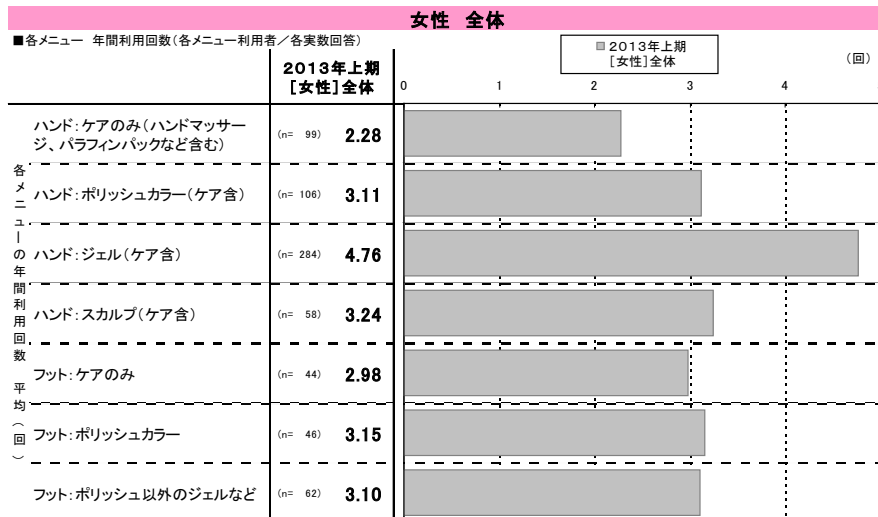 女性 全体
■各メニュー 年間利用回数(各メニュー利用者/各実数回答)
2013年上期
[女性]全体
■2013年上期
[女性]全体
(回)
0 1 2 3 4
各メニューの年間利用回数 平均(回)
ハンド:ケアのみ(ハンドマッサー
ジ、パラフィンパックなど含む)
(n= 99) 2.28
ハンド:ポリッシュカラー(ケア含) (n= 106) 3.11
ハンド:ジェル(ケア含) (n= 284) 4.76
ハンド:スカルプ(ケア含) (n= 58) 3.24
フット:ケアのみ (n= 44) 2.98
フット:ポリッシュカラー (n= 46) 3.15
フット:ポリッシュ以外のジェルなど (n= 62) 3.10